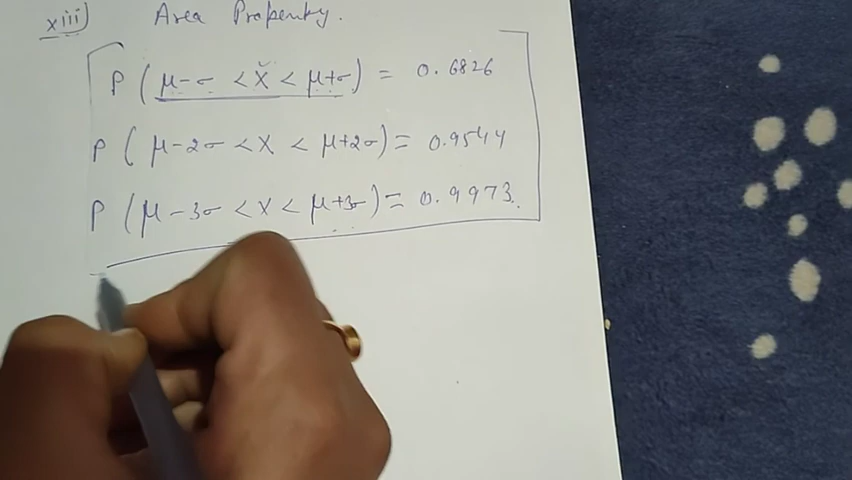 xiii) Area Property.
P ( μ-σ < X < μ+σ ) = 0.6826
P ( μ-2σ < X < μ+2σ ) = 0.9544
P ( μ-3σ < X < μ+3σ ) = 0.9973.